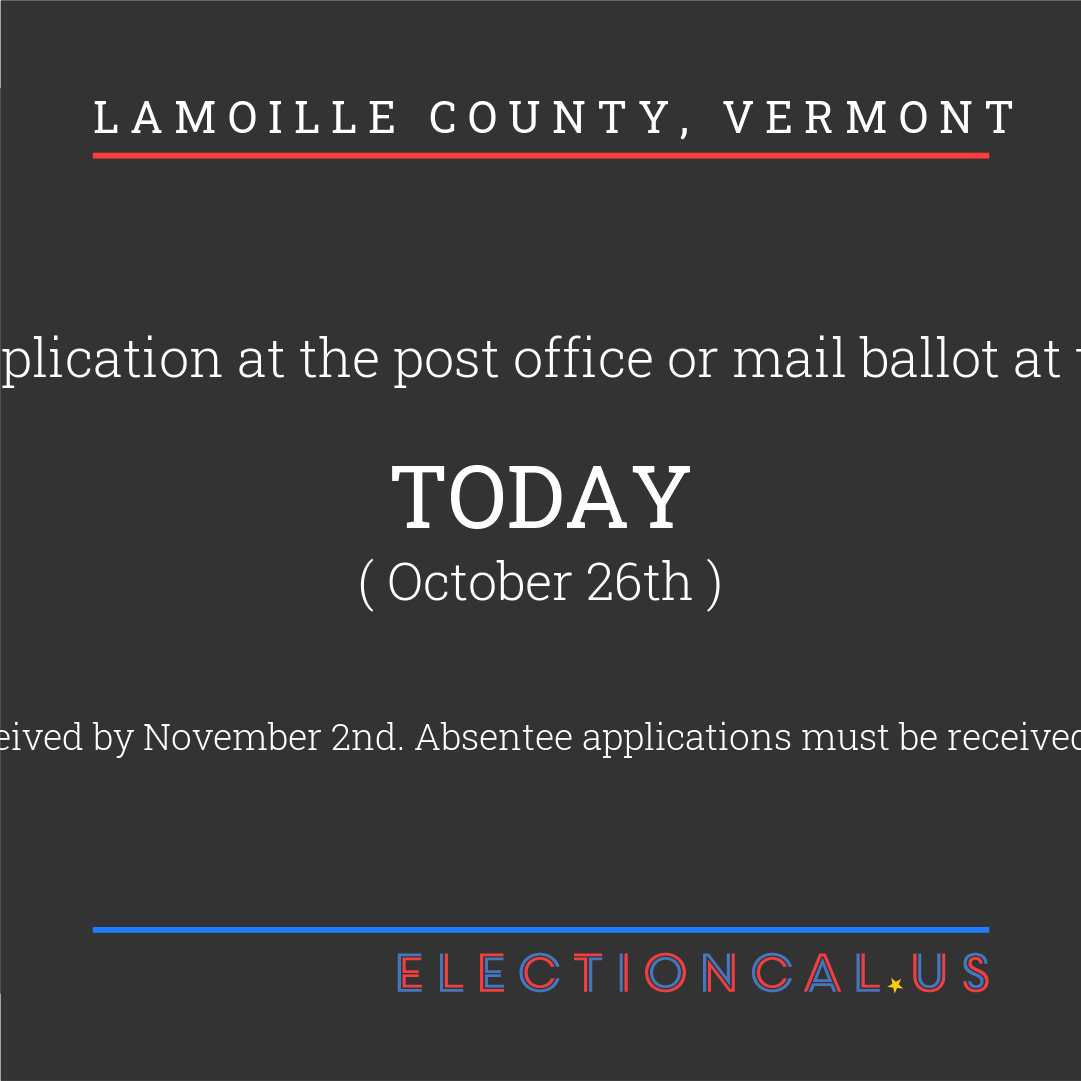 LAMOILLE COUNTY, VERMONT
plication at the post office or mail ballot at
TODAY
( October 26th )
eived by November 2nd. Absentee applications must be received
ELECTIONCAL.US